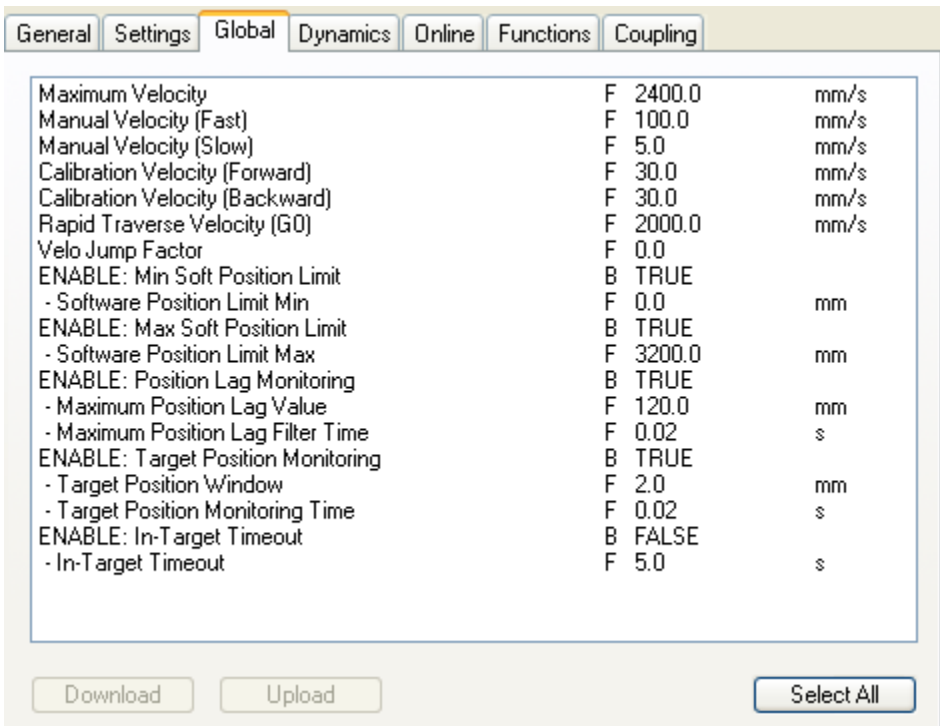 General Settings Global Dynamics Online Functions Coupling
Maximum Velocity F 2400.0 mm/s
Manual Velocity (Fast) F 100.0 mm/s
Manual Velocity (Slow) F 5.0 mm/s
Calibration Velocity (Forward) F 30.0 mm/s
Calibration Velocity (Backward) F 30.0 mm/s
Rapid Traverse Velocity (G0) F 2000.0 mm/s
Velo Jump Factor F 0.0
ENABLE: Min Soft Position Limit B TRUE
- Software Position Limit Min F 0.0 mm
ENABLE: Max Soft Position Limit B TRUE
- Software Position Limit Max F 3200.0 mm
ENABLE: Position Lag Monitoring B TRUE
- Maximum Position Lag Value F 120.0 mm
- Maximum Position Lag Filter Time F 0.02 s
ENABLE: Target Position Monitoring B TRUE
- Target Position Window F 2.0 mm
- Target Position Monitoring Time F 0.02 s
ENABLE: In-Target Timeout B FALSE
- In-Target Timeout F 5.0 s
Download Upload Select All